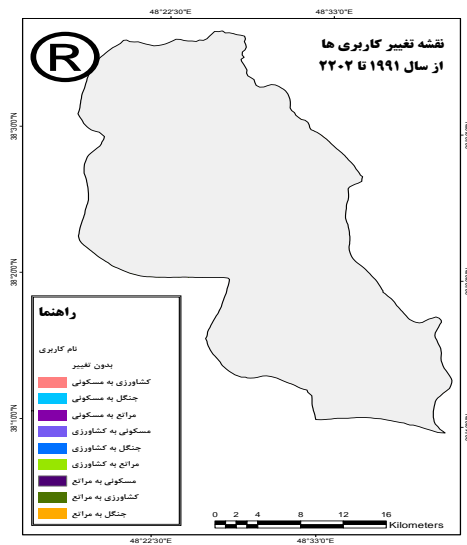 48°22'30"E 48°33'0"E
®
نقشه تغییر کاربری ها
از سال ۱۹۹۱ تا ۲۲۰۲
38°30'0"N
38°20'0"N
38°10'0"N
راهنما
نام کاربری
بدون تغییر
کشاورزی به مسکونی
جنگل به مسکونی
مراتع به مسکونی
مسکونی به کشاورزی
جنگل به کشاورزی
مراتع به کشاورزی
مسکونی به مراتع
کشاورزی به مراتع
جنگل به مراتع
0 2 4 8 12 16
Kilometers
48°22'30"E 48°33'0"E